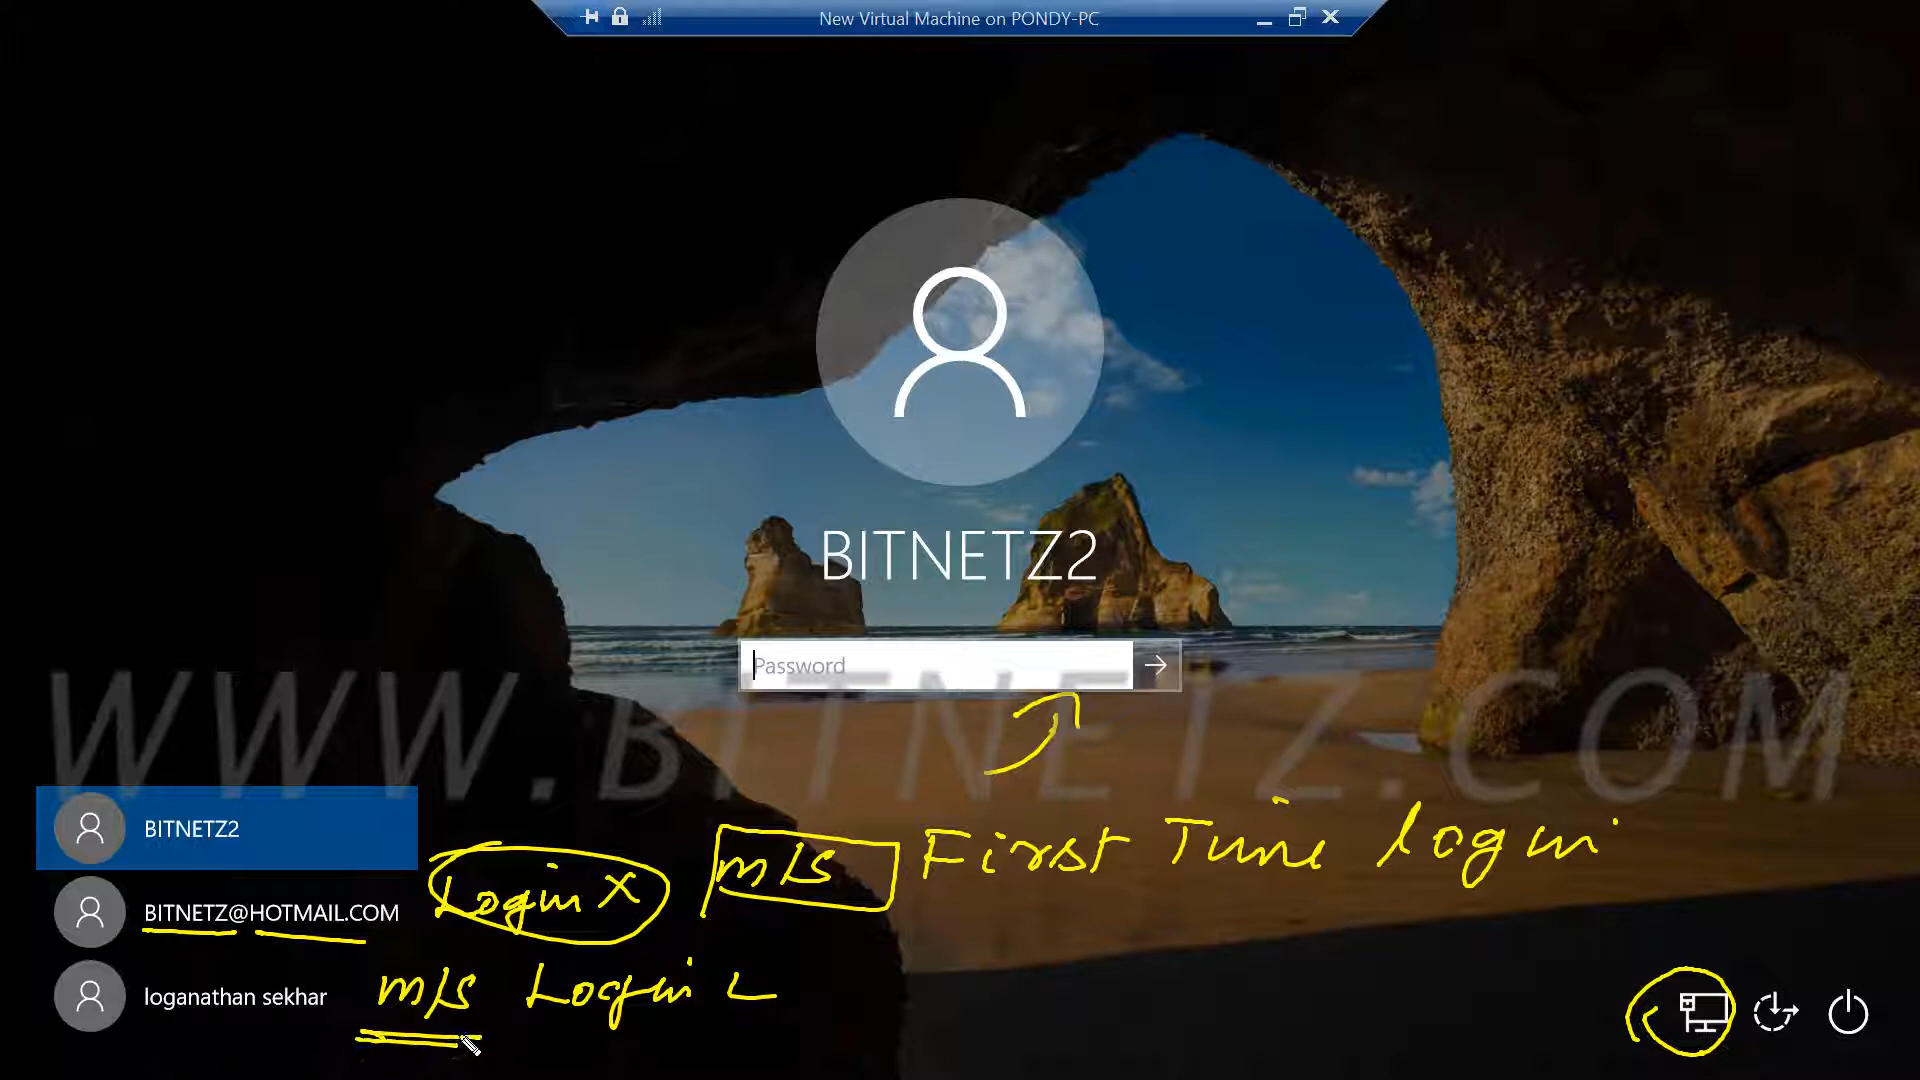 New Virtual Machine on PONDY-PC
BITNETZ2
Password
WWW.BITNETZ.COM
BITNETZ2
BITNETZ@HOTMAIL.COM
Login X m/s First Time login
loganathan sekhar
m/s Login